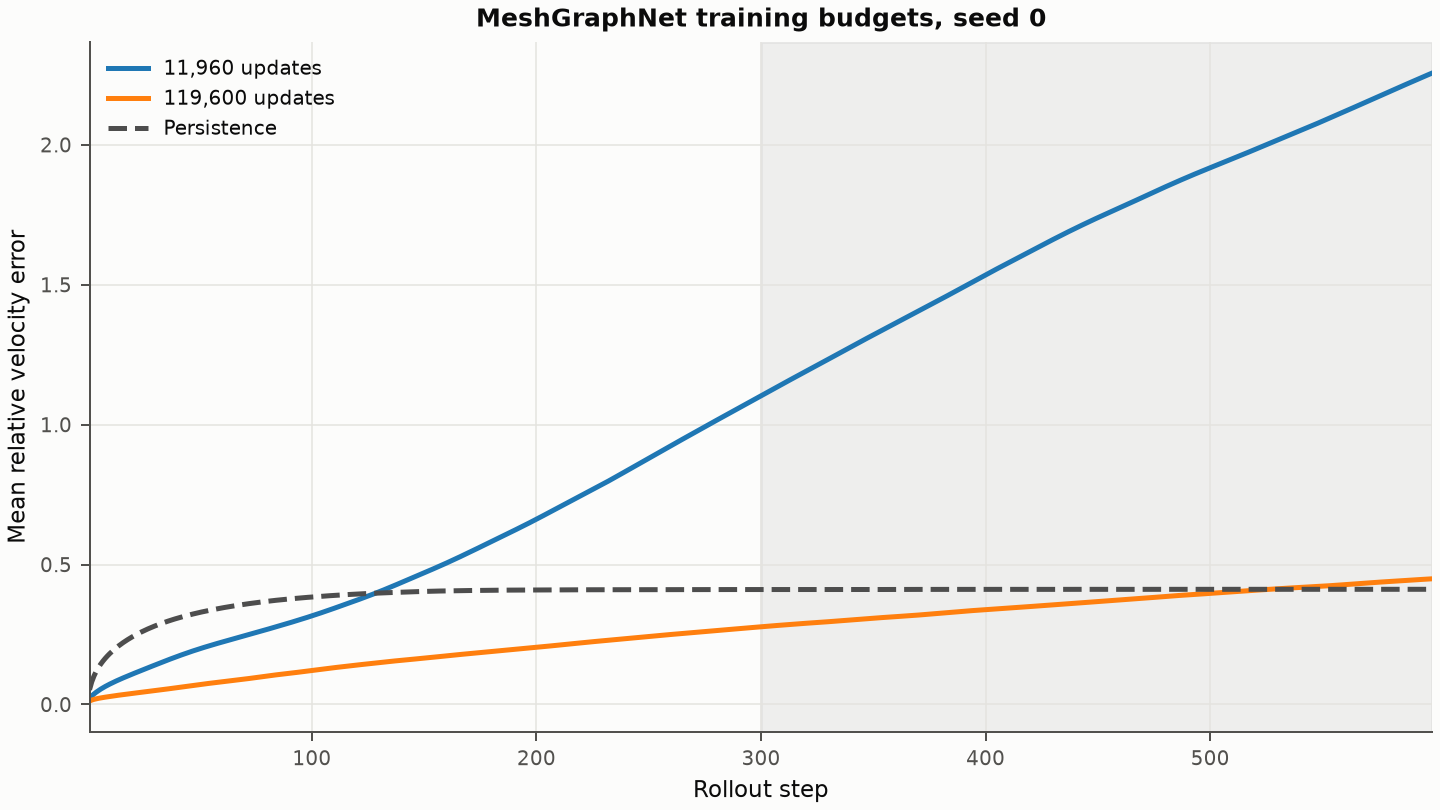 MeshGraphNet training budgets, seed 0
11,960 updates
119,600 updates
Persistence
Mean relative velocity error
2.0
1.5
1.0
0.5
0.0
100
200
300
400
500
Rollout step